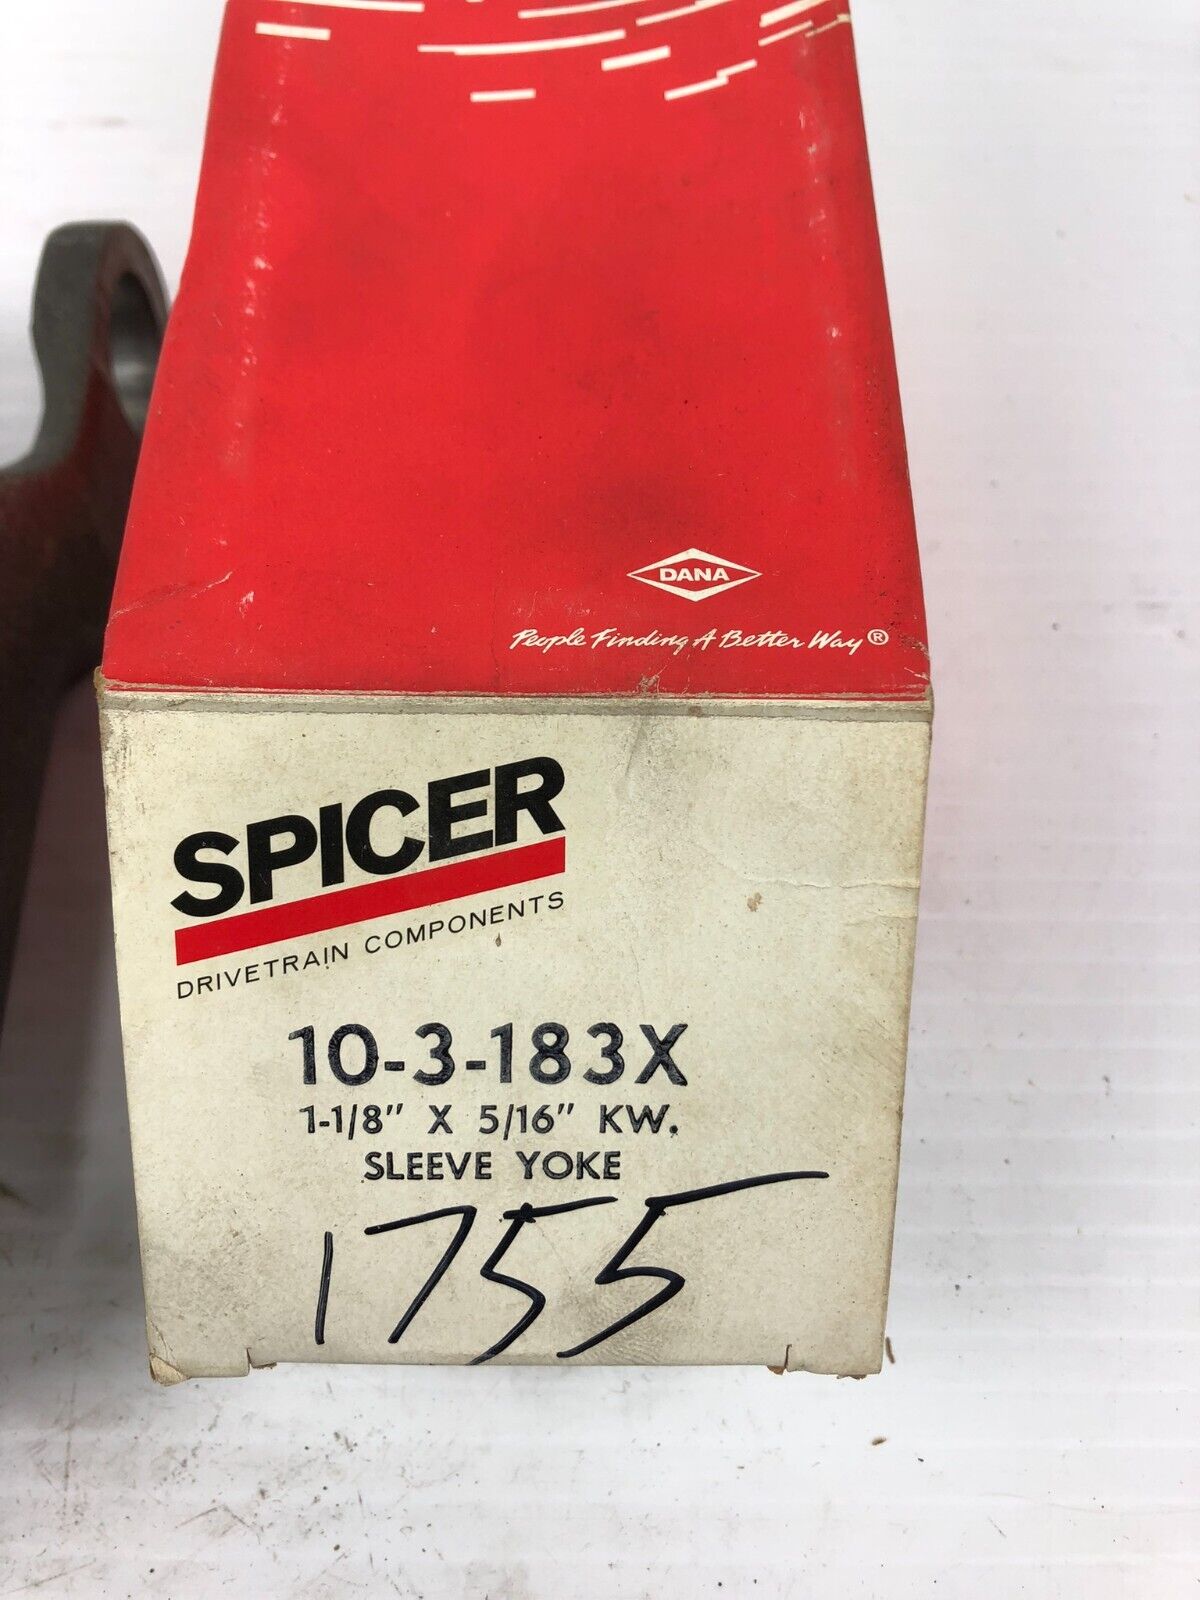 DANA
People Finding A Better Way®
SPICER
DRIVETRAIN COMPONENTS
10-3-183X
1-1/8" X 5/16" KW.
SLEEVE YOKE
1755